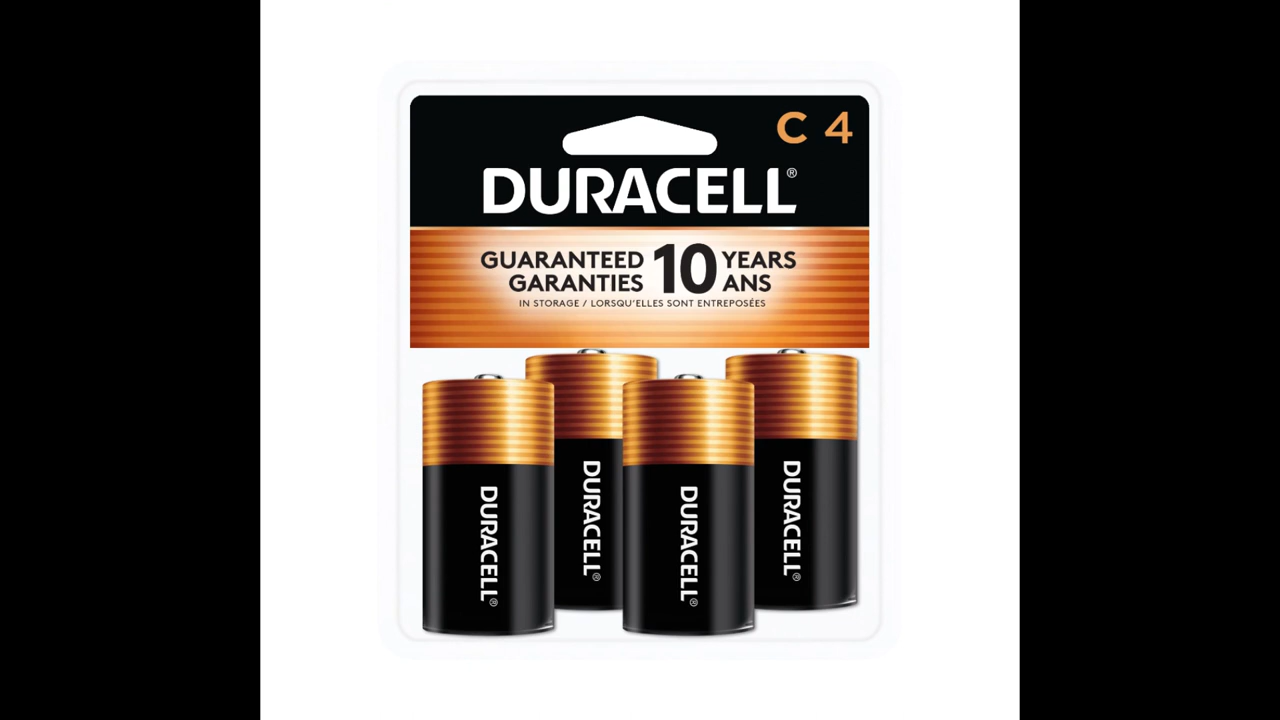 C 4
DURACELL®
GUARANTEED 10 YEARS
GARANTIES ANS
IN STORAGE / LORSQU'ELLES SONT ENTREPOSÉES
DURACELL®
DURACELL®
DURACELL®
DURACELL®